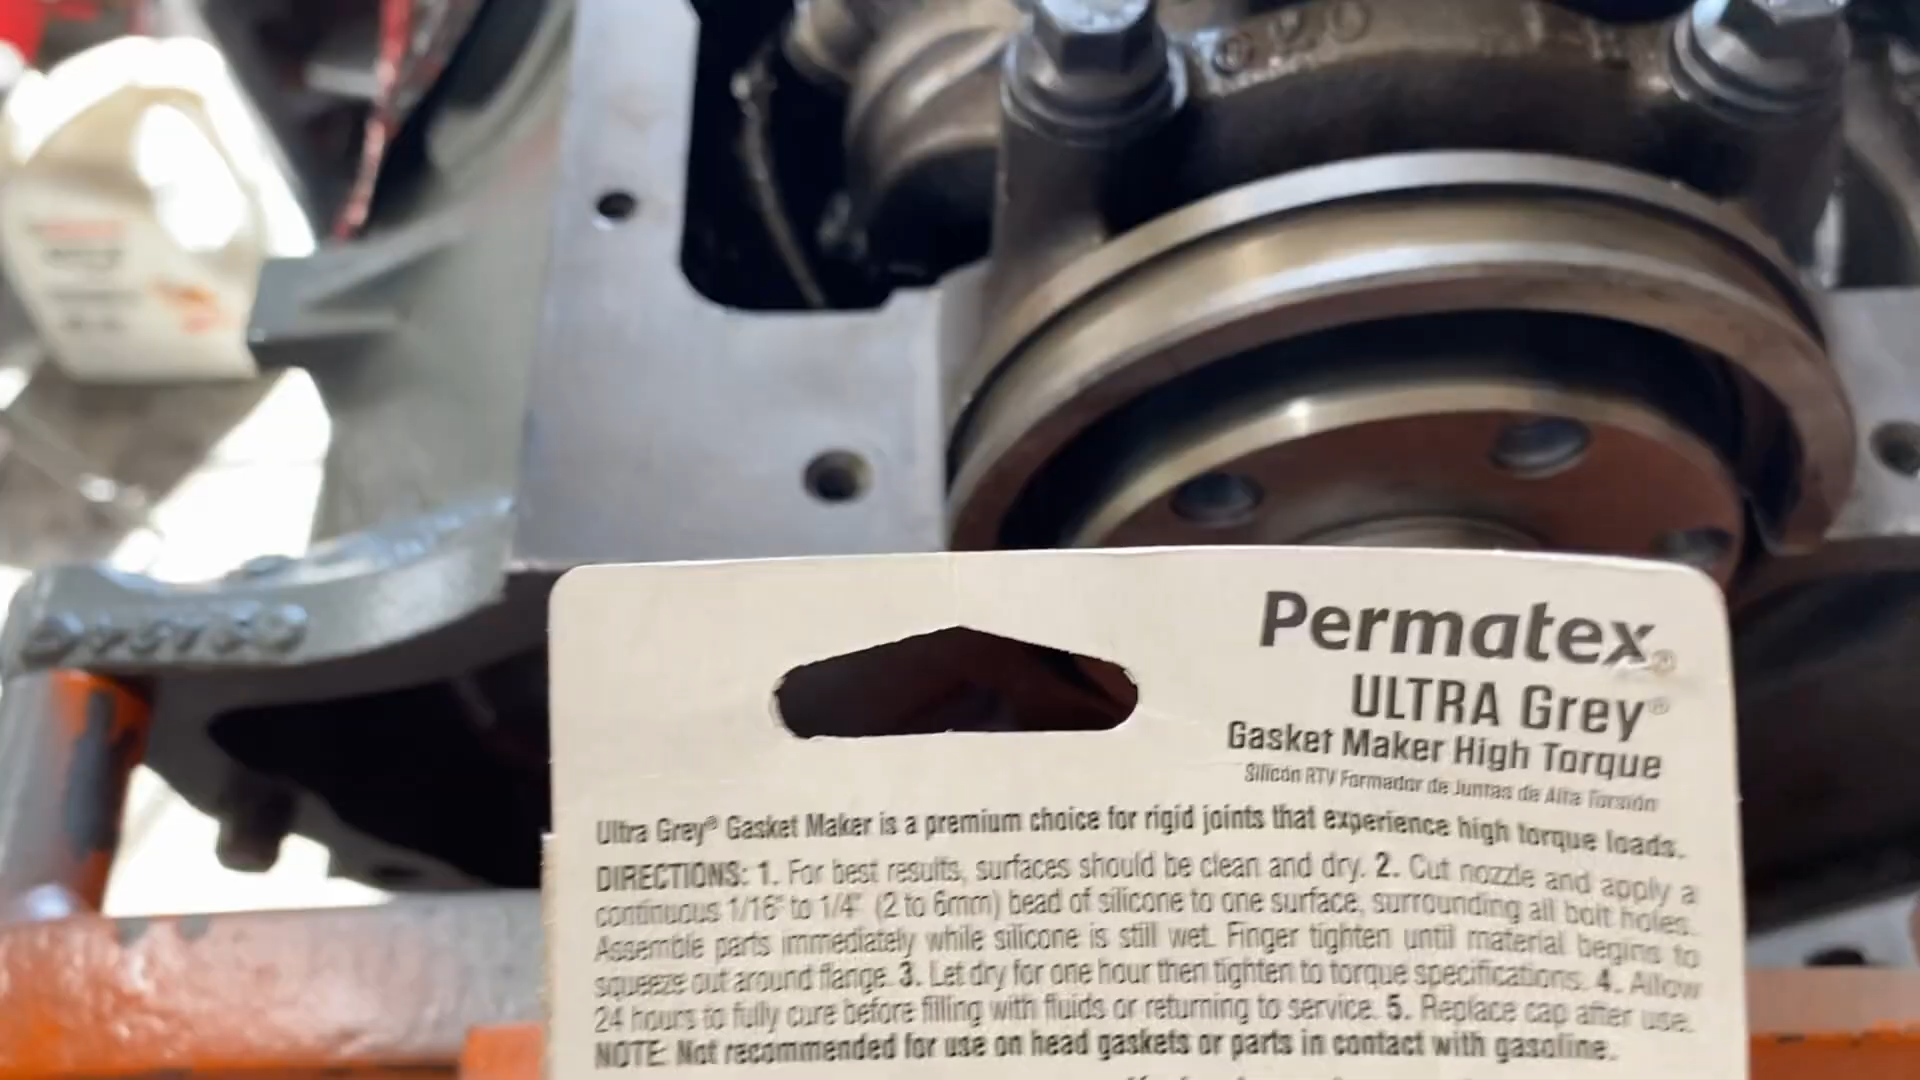 Permatex®
ULTRA Grey®
Gasket Maker High Torque
Silicón RTV Formador de Juntas de Alta Torsión
Ultra Grey® Gasket Maker is a premium choice for rigid joints that experience high torque loads.
DIRECTIONS: 1. For best results, surfaces should be clean and dry. 2. Cut nozzle and apply a
continuous 1/16" to 1/4" (2 to 6mm) bead of silicone to one surface, surrounding all bolt holes.
Assemble parts immediately while silicone is still wet. Finger tighten until material begins to
squeeze out around flange. 3. Let dry for one hour then tighten to torque specifications. 4. Allow
24 hours to fully cure before filling with fluids or returning to service. 5. Replace cap after use.
NOTE: Not recommended for use on head gaskets or parts in contact with gasoline.